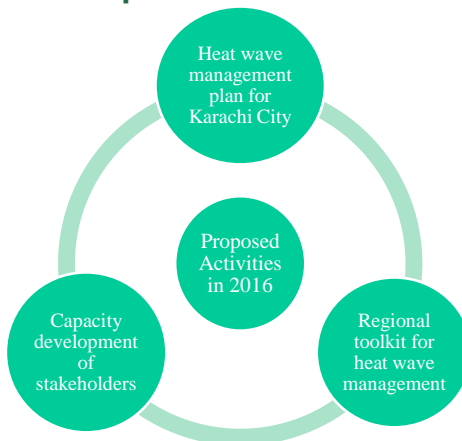 Heat wave
management
plan for
Karachi City
Proposed
Activities
in 2016
Capacity
development
of
stakeholders
Regional
toolkit for
heat wave
management